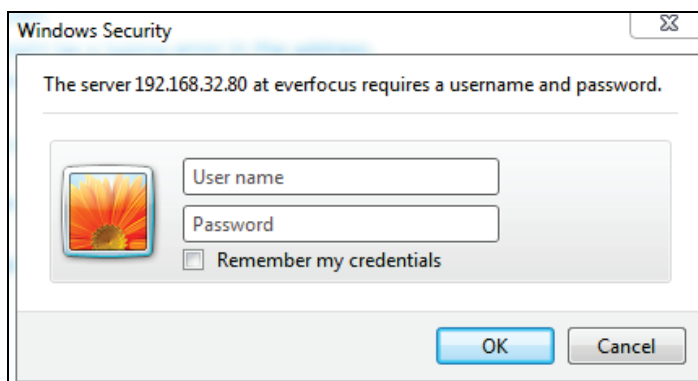 Windows Security
The server 192.168.32.80 at everfocus requires a username and password.
User name
Password
Remember my credentials
OK
Cancel